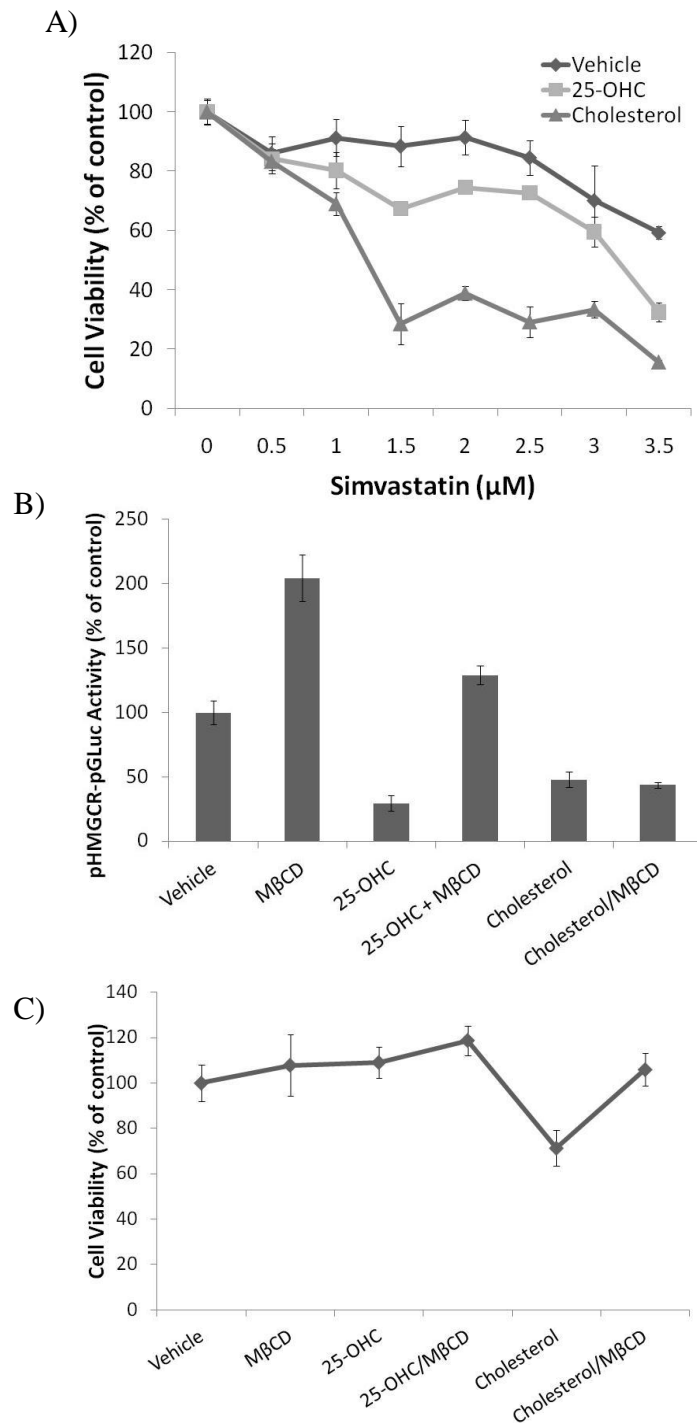 A)
Cell Viability (% of control)
120
100
80
60
40
20
0
Vehicle
25-OHC
Cholesterol
0 0.5 1 1.5 2 2.5 3 3.5
Simvastatin (µM)
B)
pHMGCR-pGLuc Activity (% of control)
250
200
150
100
50
0
Vehicle
MβCD
25-OHC
25-OHC + MβCD
Cholesterol
Cholesterol/MβCD
C)
Cell Viability (% of control)
140
120
100
80
60
40
20
0
Vehicle
MβCD
25-OHC
25-OHC/MβCD
Cholesterol
Cholesterol/MβCD